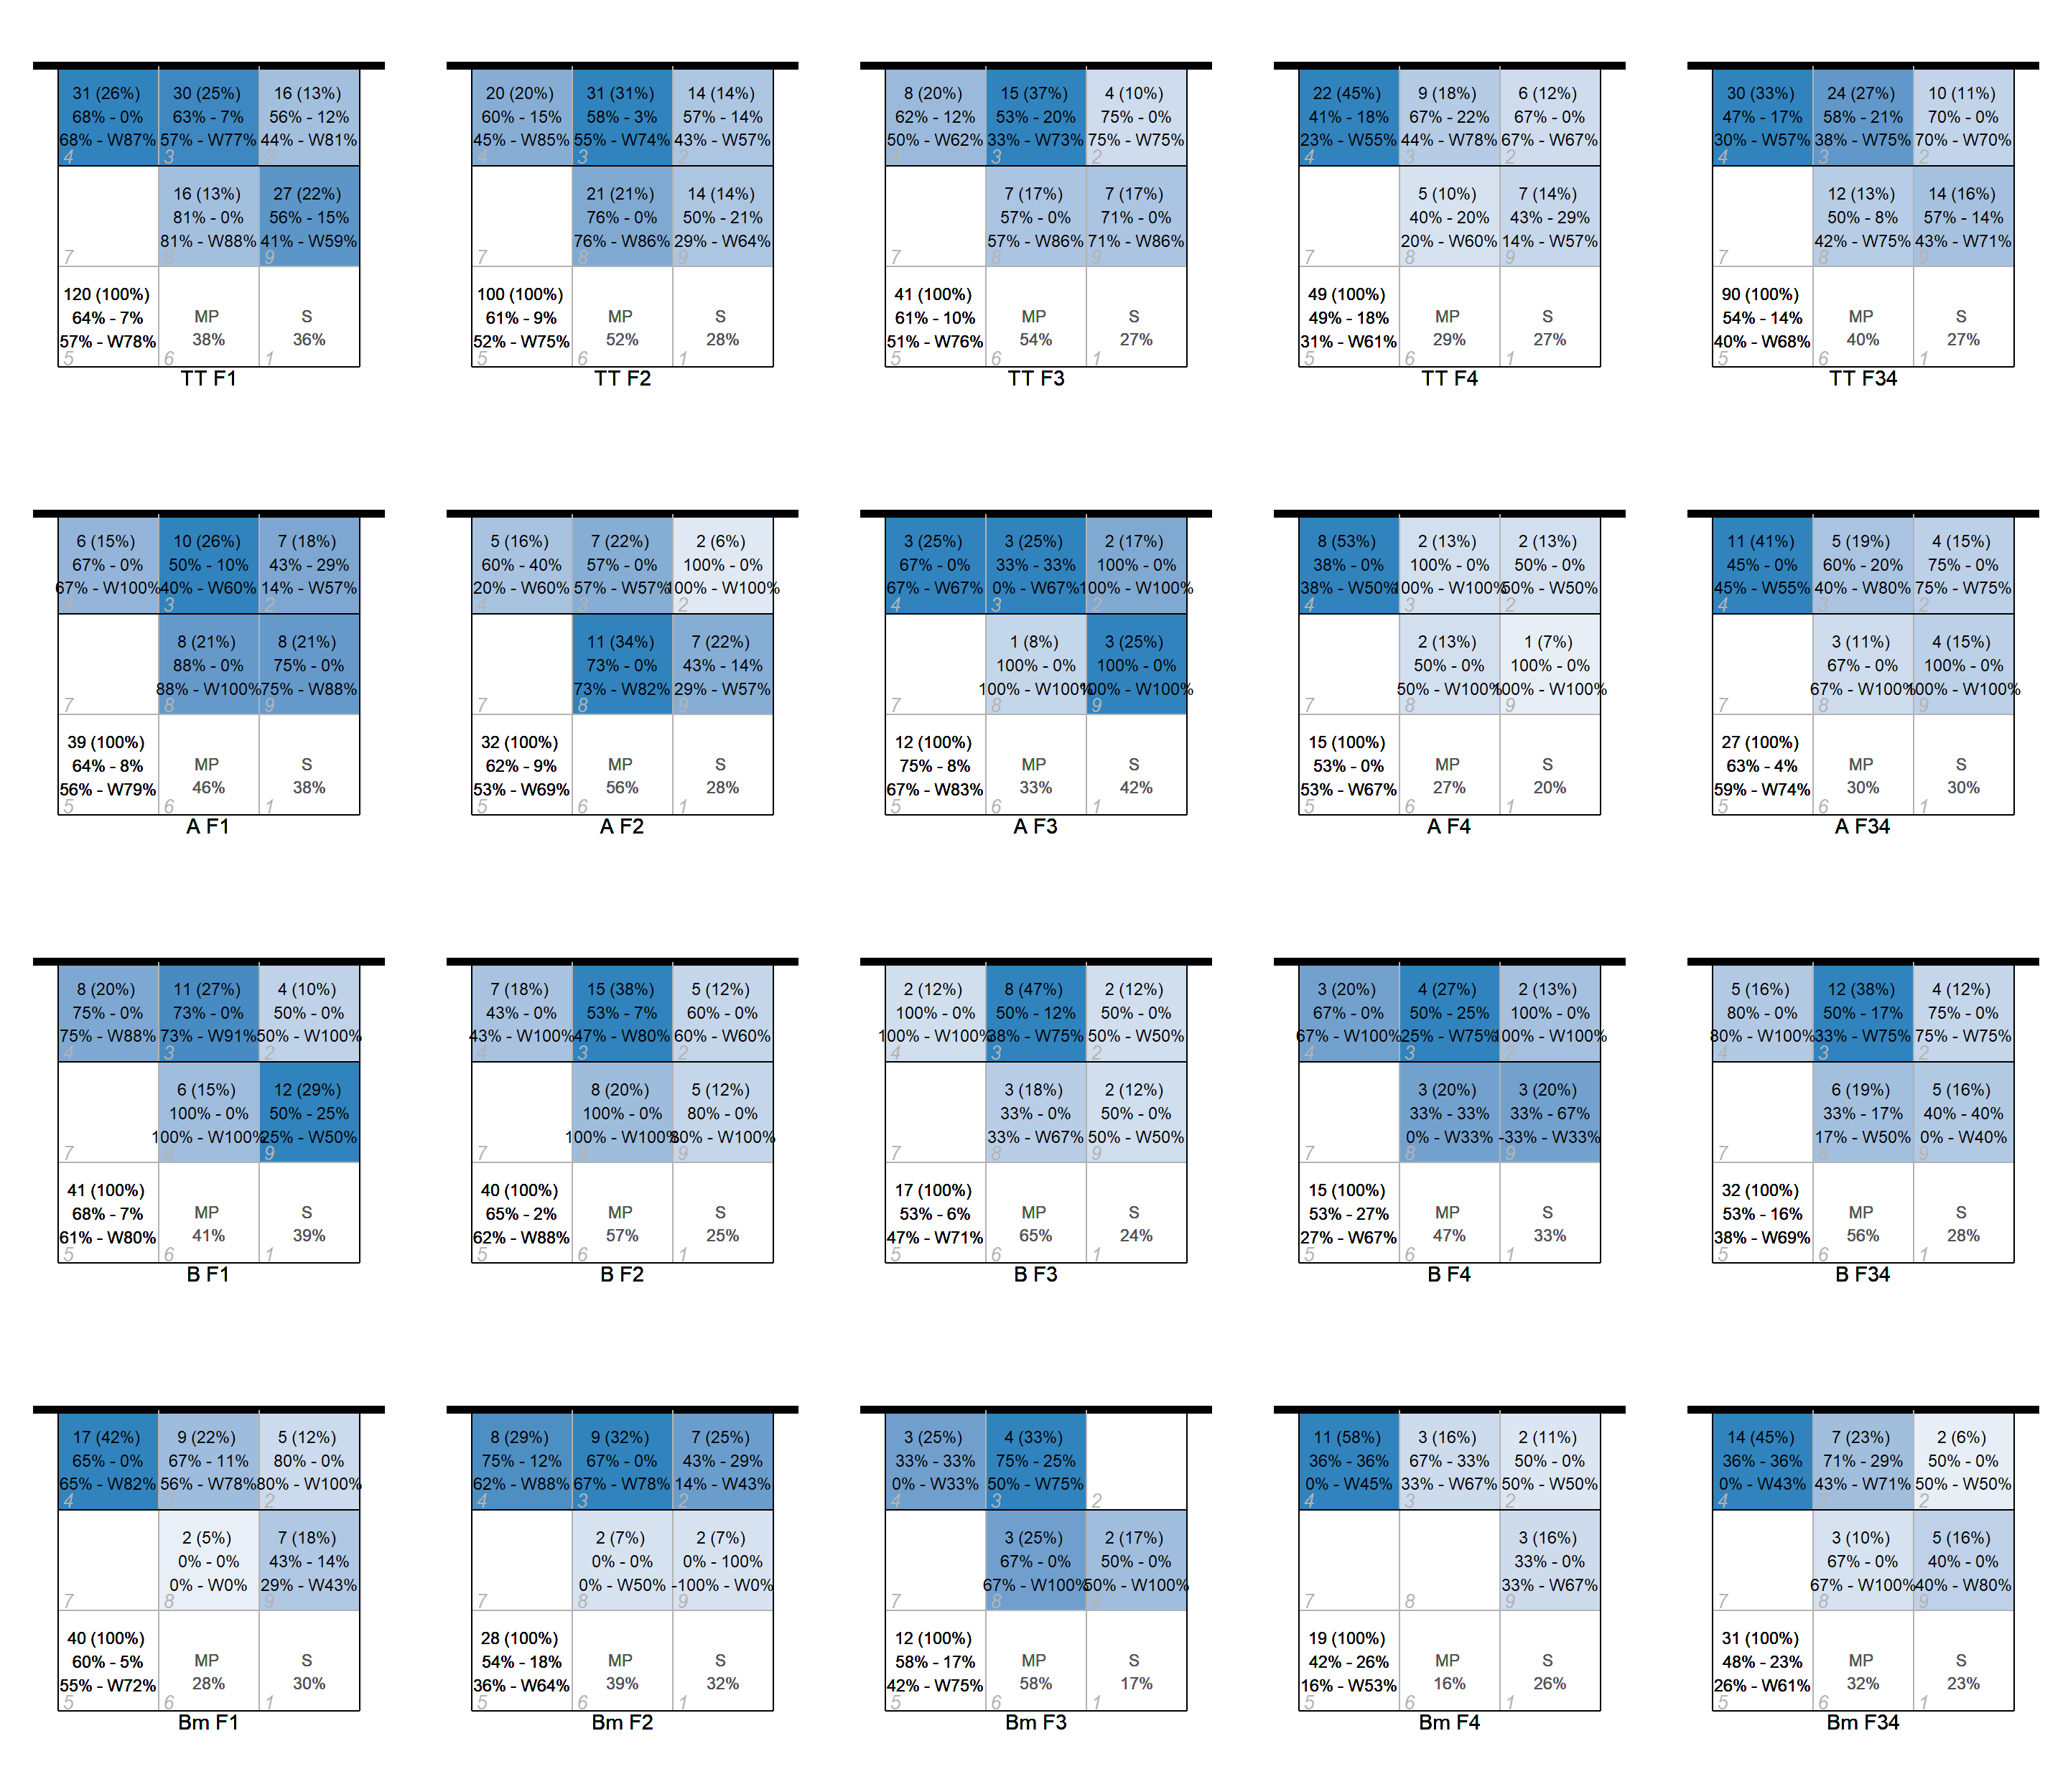 31 (26%)
68% - 0%
68% - W87%
4
30 (25%)
63% - 7%
57% - W77%
3
16 (13%)
56% - 12%
44% - W81%
2
7
16 (13%)
81% - 0%
81% - W88%
8
27 (22%)
56% - 15%
41% - W59%
9
120 (100%)
64% - 7%
57% - W78%
5
MP
38%
6
S
36%
1
TT F1
20 (20%)
60% - 15%
45% - W85%
4
31 (31%)
58% - 3%
55% - W74%
3
14 (14%)
57% - 14%
43% - W57%
2
7
21 (21%)
76% - 0%
76% - W86%
8
14 (14%)
50% - 21%
29% - W64%
9
100 (100%)
61% - 9%
52% - W75%
5
MP
52%
6
S
28%
1
TT F2
8 (20%)
62% - 12%
50% - W62%
4
15 (37%)
53% - 20%
33% - W73%
3
4 (10%)
75% - 0%
75% - W75%
2
7
7 (17%)
57% - 0%
57% - W86%
8
7 (17%)
71% - 0%
71% - W86%
9
41 (100%)
61% - 10%
51% - W76%
5
MP
54%
6
S
27%
1
TT F3
22 (45%)
41% - 18%
23% - W55%
4
9 (18%)
67% - 22%
44% - W78%
3
6 (12%)
67% - 0%
67% - W67%
2
7
5 (10%)
40% - 20%
20% - W60%
8
7 (14%)
43% - 29%
14% - W57%
9
49 (100%)
49% - 18%
31% - W61%
5
MP
29%
6
S
27%
1
TT F4
30 (33%)
47% - 17%
30% - W57%
4
24 (27%)
58% - 21%
38% - W75%
3
10 (11%)
70% - 0%
70% - W70%
2
7
12 (13%)
50% - 8%
42% - W75%
8
14 (16%)
57% - 14%
43% - W71%
9
90 (100%)
54% - 14%
40% - W68%
5
MP
40%
6
S
27%
1
TT F34
6 (15%)
67% - 0%
67% - W100%
4
10 (26%)
50% - 10%
40% - W60%
3
7 (18%)
43% - 29%
14% - W57%
2
7
8 (21%)
88% - 0%
88% - W100%
8
8 (21%)
75% - 0%
75% - W88%
9
39 (100%)
64% - 8%
56% - W79%
5
MP
46%
6
S
38%
1
A F1
5 (16%)
60% - 40%
20% - W60%
4
7 (22%)
57% - 0%
57% - W57%
3
2 (6%)
100% - 0%
100% - W100%
2
7
11 (34%)
73% - 0%
73% - W82%
8
7 (22%)
43% - 14%
29% - W57%
9
32 (100%)
62% - 9%
53% - W69%
5
MP
56%
6
S
28%
1
A F2
3 (25%)
67% - 0%
67% - W67%
4
3 (25%)
33% - 33%
0% - W67%
3
2 (17%)
100% - 0%
100% - W100%
2
7
1 (8%)
100% - 0%
100% - W100%
8
3 (25%)
100% - 0%
100% - W100%
9
12 (100%)
75% - 8%
67% - W83%
5
MP
33%
6
S
42%
1
A F3
8 (53%)
38% - 0%
38% - W50%
4
2 (13%)
100% - 0%
100% - W100%
3
2 (13%)
50% - 0%
50% - W50%
2
7
2 (13%)
50% - 0%
50% - W100%
8
1 (7%)
100% - 0%
100% - W100%
9
15 (100%)
53% - 0%
53% - W67%
5
MP
27%
6
S
20%
1
A F4
11 (41%)
45% - 0%
45% - W55%
4
5 (19%)
60% - 20%
40% - W80%
3
4 (15%)
75% - 0%
75% - W75%
2
7
3 (11%)
67% - 0%
67% - W100%
8
4 (15%)
100% - 0%
100% - W100%
9
27 (100%)
63% - 4%
59% - W74%
5
MP
30%
6
S
30%
1
A F34
8 (20%)
75% - 0%
75% - W88%
4
11 (27%)
73% - 0%
73% - W91%
3
4 (10%)
50% - 0%
50% - W100%
2
7
6 (15%)
100% - 0%
100% - W100%
8
12 (29%)
50% - 25%
25% - W50%
9
41 (100%)
68% - 7%
61% - W80%
5
MP
41%
6
S
39%
1
B F1
7 (18%)
43% - 0%
43% - W100%
4
15 (38%)
53% - 7%
47% - W80%
3
5 (12%)
60% - 0%
60% - W60%
2
7
8 (20%)
100% - 0%
100% - W100%
8
5 (12%)
80% - 0%
80% - W100%
9
40 (100%)
65% - 2%
62% - W88%
5
MP
57%
6
S
25%
1
B F2
2 (12%)
100% - 0%
100% - W100%
4
8 (47%)
50% - 12%
38% - W75%
3
2 (12%)
50% - 0%
50% - W50%
2
7
3 (18%)
33% - 0%
33% - W67%
8
2 (12%)
50% - 0%
50% - W50%
9
17 (100%)
53% - 6%
47% - W71%
5
MP
65%
6
S
24%
1
B F3
3 (20%)
67% - 0%
67% - W100%
4
4 (27%)
50% - 25%
25% - W75%
3
2 (13%)
100% - 0%
100% - W100%
2
7
3 (20%)
33% - 33%
0% - W33%
8
3 (20%)
33% - 67%
-33% - W33%
9
15 (100%)
53% - 27%
27% - W67%
5
MP
47%
6
S
33%
1
B F4
5 (16%)
80% - 0%
80% - W100%
4
12 (38%)
50% - 17%
33% - W75%
3
4 (12%)
75% - 0%
75% - W75%
2
7
6 (19%)
33% - 17%
17% - W50%
8
5 (16%)
40% - 40%
0% - W40%
9
32 (100%)
53% - 16%
38% - W69%
5
MP
56%
6
S
28%
1
B F34
17 (42%)
65% - 0%
65% - W82%
4
9 (22%)
67% - 11%
56% - W78%
3
5 (12%)
80% - 0%
80% - W100%
2
7
2 (5%)
0% - 0%
0% - W0%
8
7 (18%)
43% - 14%
29% - W43%
9
40 (100%)
60% - 5%
55% - W72%
5
MP
28%
6
S
30%
1
Bm F1
8 (29%)
75% - 12%
62% - W88%
4
9 (32%)
67% - 0%
67% - W78%
3
7 (25%)
43% - 29%
14% - W43%
2
7
2 (7%)
0% - 0%
0% - W50%
8
2 (7%)
0% - 100%
-100% - W0%
9
28 (100%)
54% - 18%
36% - W64%
5
MP
39%
6
S
32%
1
Bm F2
3 (25%)
33% - 33%
0% - W33%
4
4 (33%)
75% - 25%
50% - W75%
3
2
7
3 (25%)
67% - 0%
67% - W100%
8
2 (17%)
50% - 0%
50% - W100%
9
12 (100%)
58% - 17%
42% - W75%
5
MP
58%
6
S
17%
1
Bm F3
11 (58%)
36% - 36%
0% - W45%
4
3 (16%)
67% - 33%
33% - W67%
3
2 (11%)
50% - 0%
50% - W50%
2
7
8
3 (16%)
33% - 0%
33% - W67%
9
19 (100%)
42% - 26%
16% - W53%
5
MP
16%
6
S
26%
1
Bm F4
14 (45%)
36% - 36%
0% - W43%
4
7 (23%)
71% - 29%
43% - W71%
3
2 (6%)
50% - 0%
50% - W50%
2
7
3 (10%)
67% - 0%
67% - W100%
8
5 (16%)
40% - 0%
40% - W80%
9
31 (100%)
48% - 23%
26% - W61%
5
MP
32%
6
S
23%
1
Bm F34